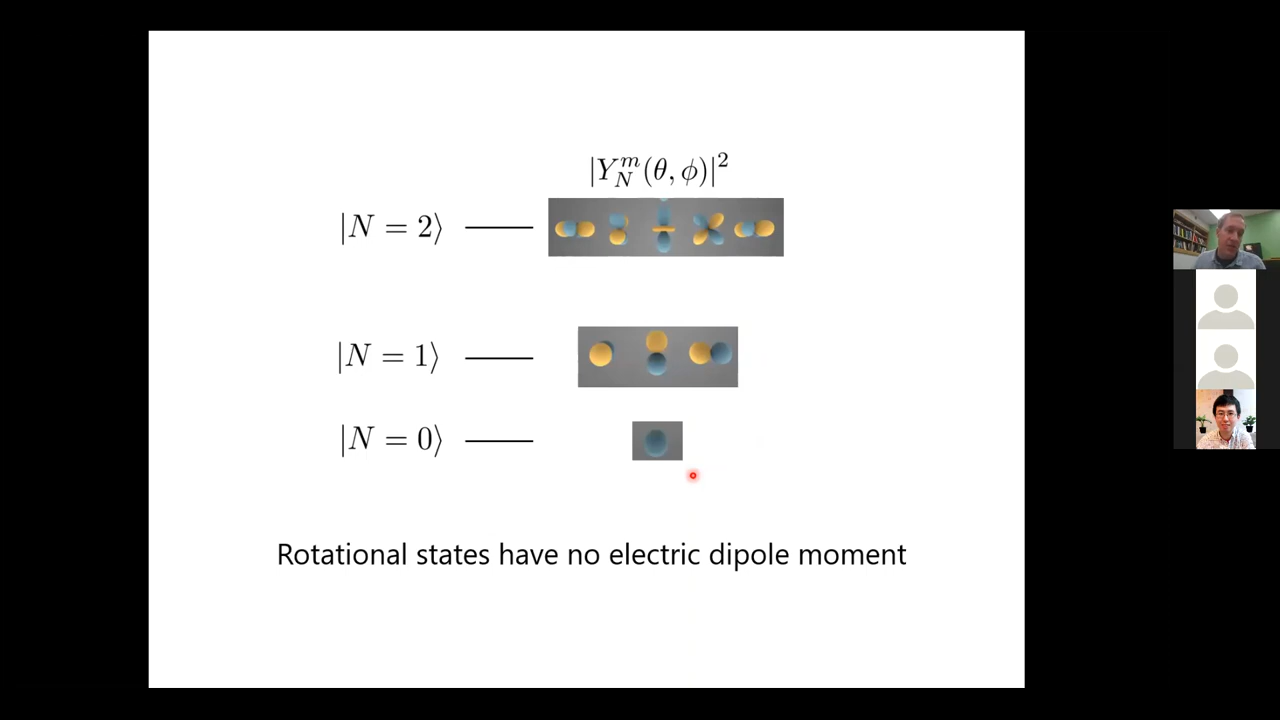 |Y_N^m(θ, ϕ)|^2
|N = 2⟩
|N = 1⟩
|N = 0⟩
Rotational states have no electric dipole moment